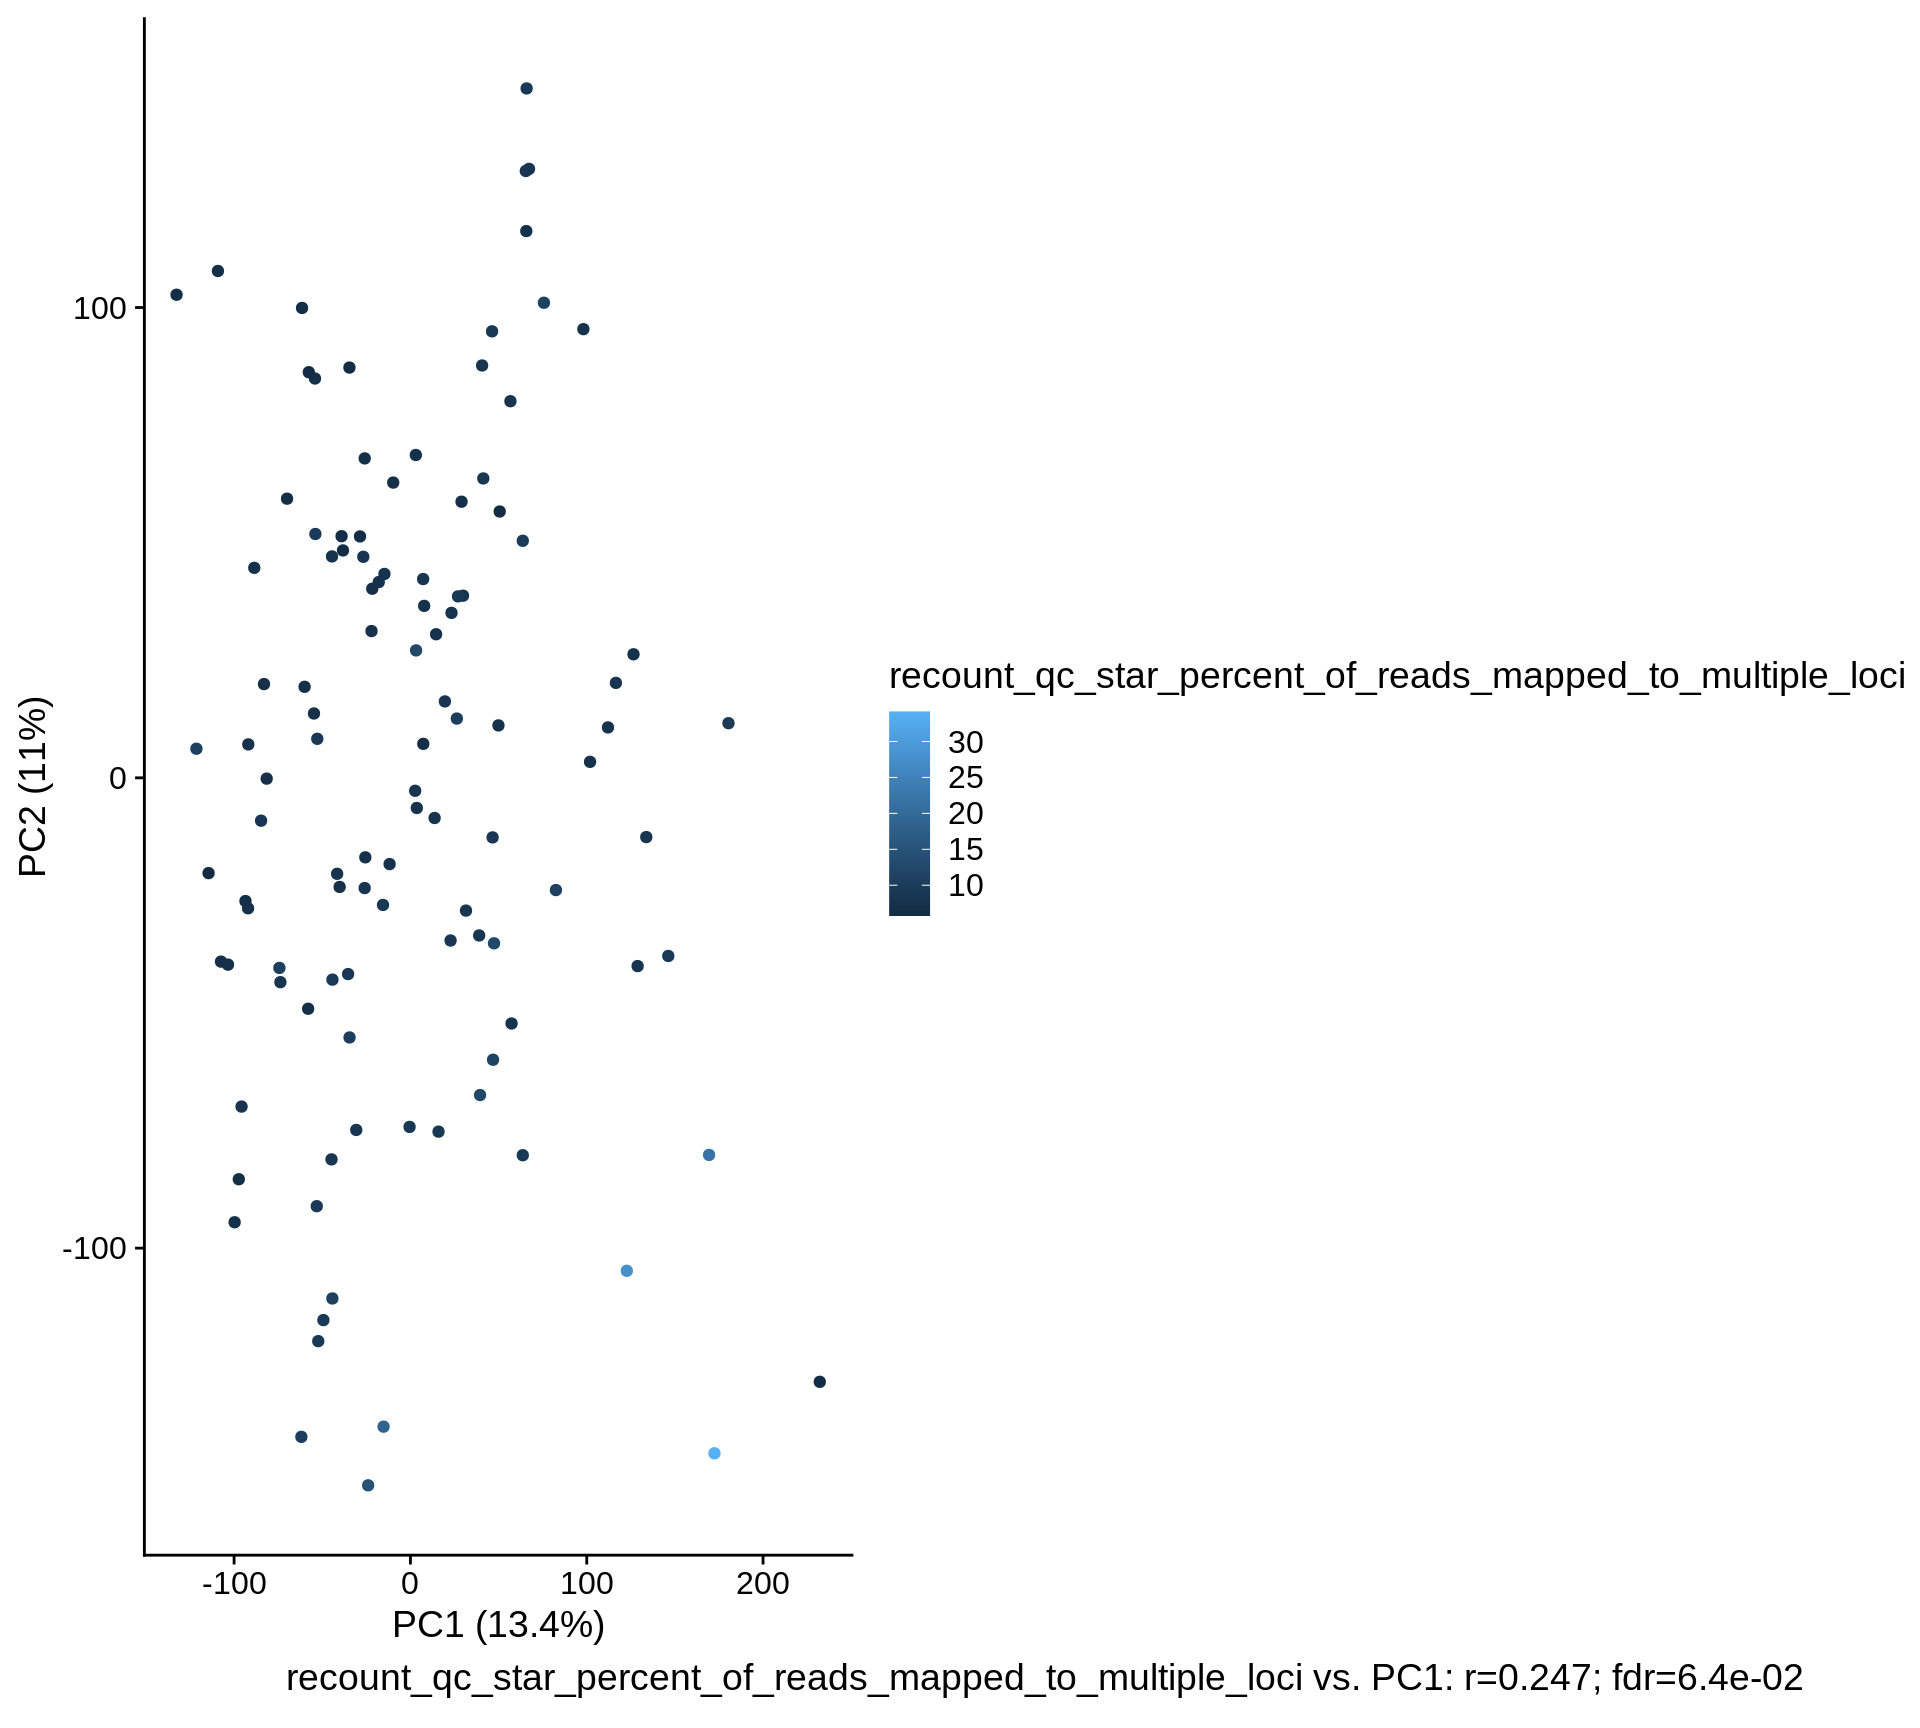 100
0
-100
PC2 (11%)
-100 0 100 200
PC1 (13.4%)
recount_qc_star_percent_of_reads_mapped_to_multiple_loci
30
25
20
15
10
recount_qc_star_percent_of_reads_mapped_to_multiple_loci vs. PC1: r=0.247; fdr=6.4e-02